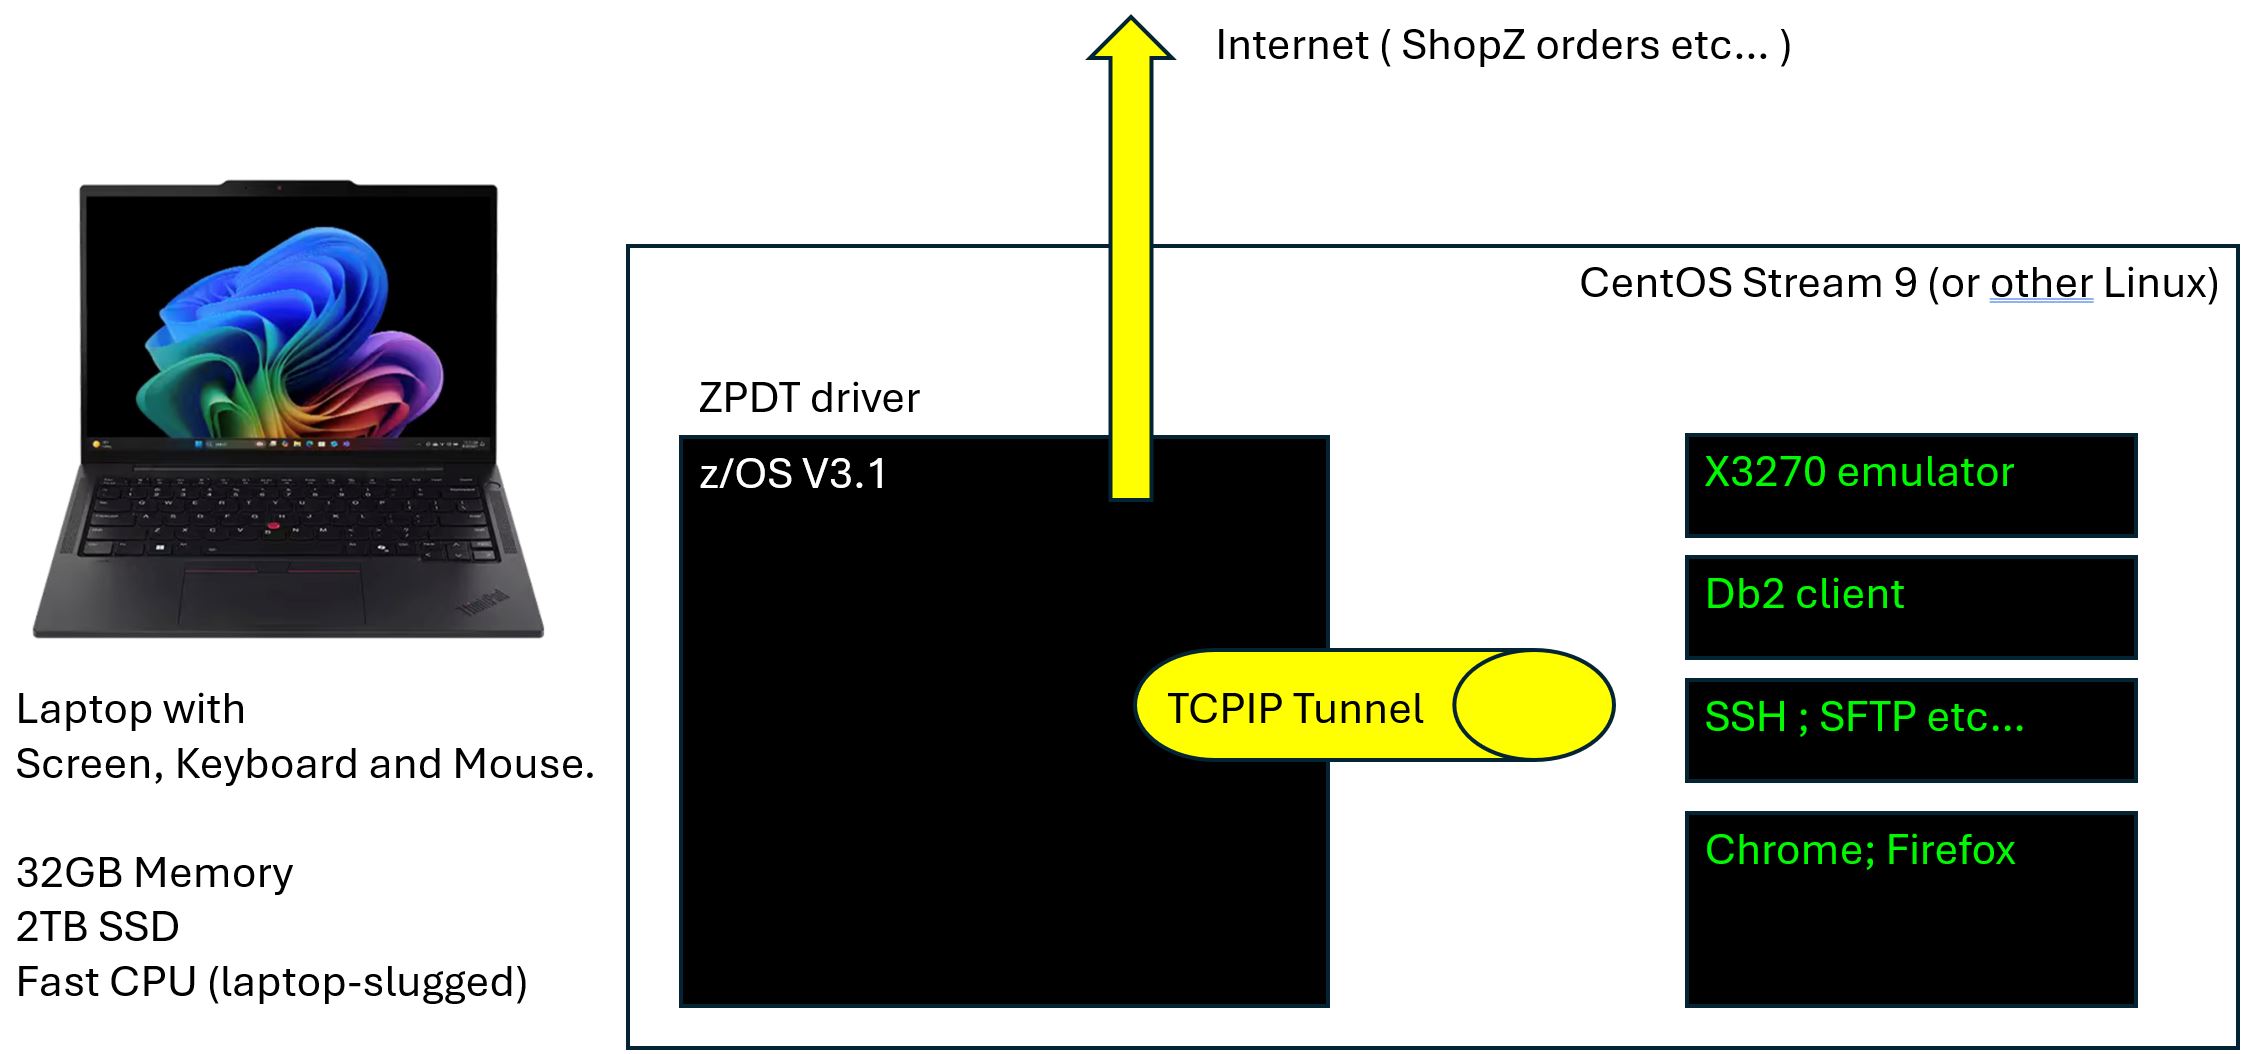 Internet ( ShopZ orders etc... )
CentOS Stream 9 (or other Linux)
ZPDT driver
z/OS V3.1
X3270 emulator
Db2 client
TCPIP Tunnel
SSH ; SFTP etc...
Chrome; Firefox
ThinkPad
Laptop with
Screen, Keyboard and Mouse.
32GB Memory
2TB SSD
Fast CPU (laptop-slugged)